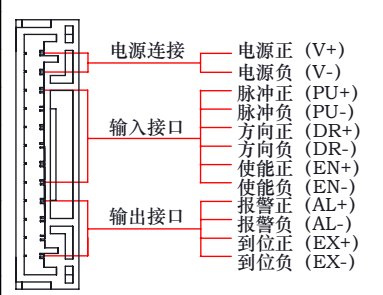 电源连接
电源正 (V+)
电源负 (V-)
输入接口
脉冲正 (PU+)
脉冲负 (PU-)
方向正 (DR+)
方向负 (DR-)
使能正 (EN+)
使能负 (EN-)
输出接口
报警正 (AL+)
报警负 (AL-)
到位正 (EX+)
到位负 (EX-)